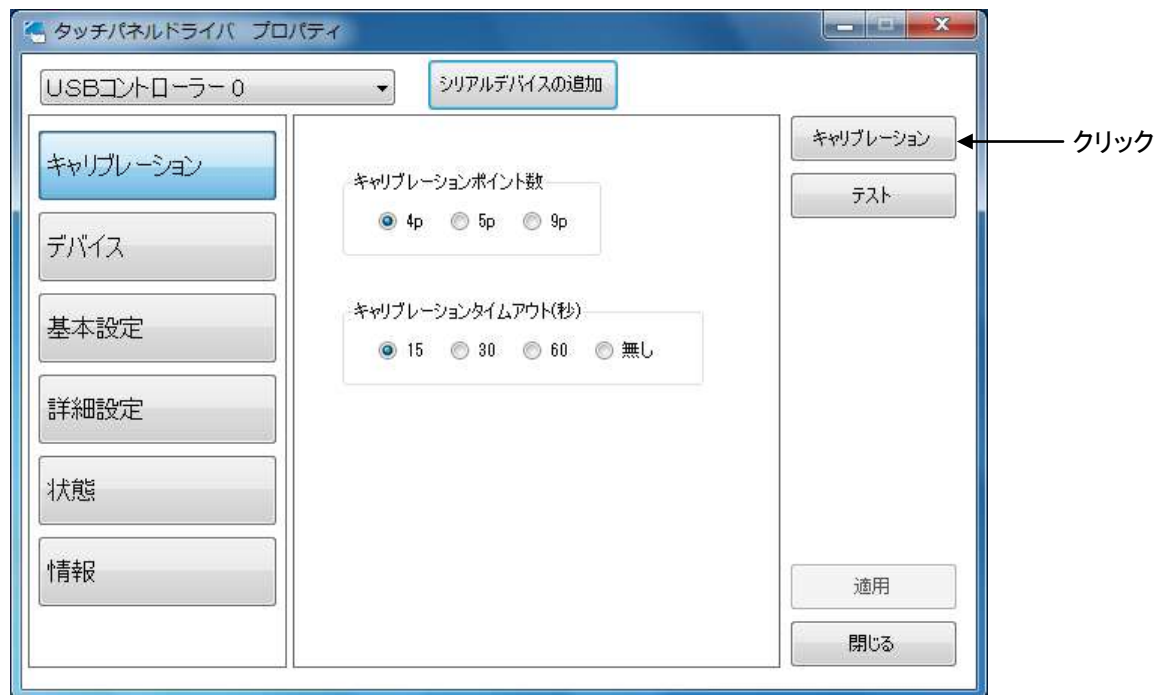 タッチパネルドライバ プロパティ
USBコントローラー 0
シリアルデバイスの追加
キャリブレーション
デバイス
基本設定
詳細設定
状態
情報
キャリブレーションポイント数
4p 5p 9p
キャリブレーションタイムアウト(秒)
15 30 60 無し
キャリブレーション
クリック
テスト
適用
閉じる